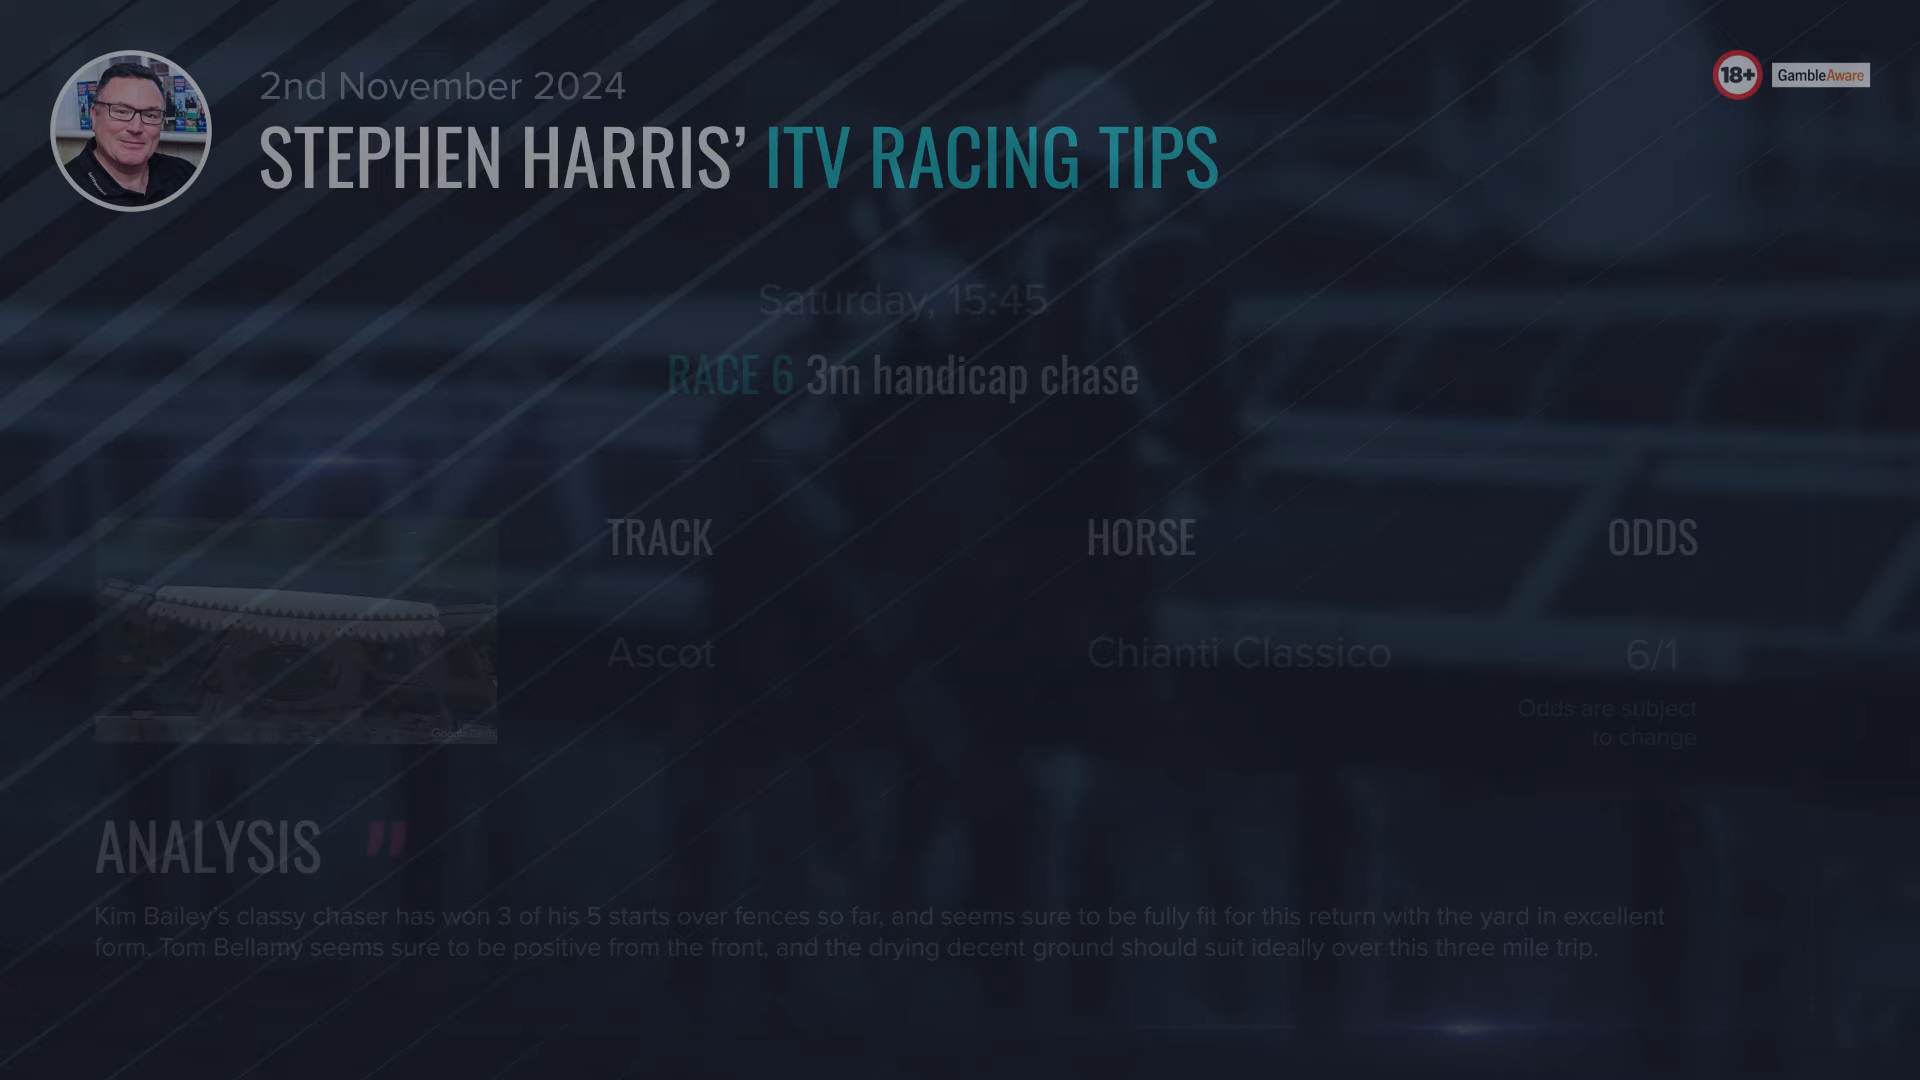 2nd November 2024
STEPHEN HARRIS’ ITV RACING TIPS
18+
GambleAware
Saturday, 15:45
RACE 6 3m handicap chase
TRACK
HORSE
ODDS
Ascot
Chianti Classico
6/1
Odds are subject
to change
Google Earth
ANALYSIS "
Kim Bailey’s classy chaser has won 3 of his 5 starts over fences so far, and seems sure to be fully fit for this return with the yard in excellent
form. Tom Bellamy seems sure to be positive from the front, and the drying decent ground should suit ideally over this three mile trip.